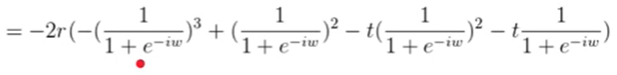 = −2r(−(\frac{1}{1 + e^{−iw}})^3 + (\frac{1}{1 + e^{−iw}})^2 − t(\frac{1}{1 + e^{−iw}})^2 − t\frac{1}{1 + e^{−iw}})